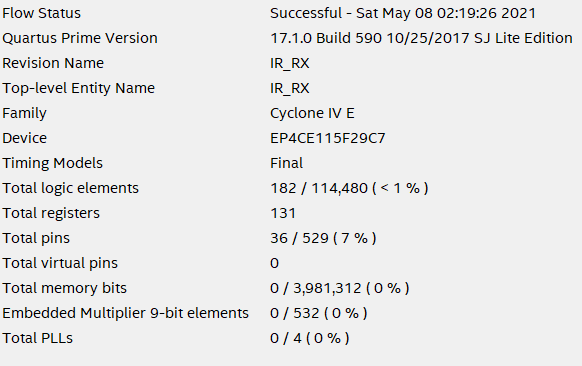 Flow Status Successful - Sat May 08 02:19:26 2021
Quartus Prime Version 17.1.0 Build 590 10/25/2017 SJ Lite Edition
Revision Name IR_RX
Top-level Entity Name IR_RX
Family Cyclone IV E
Device EP4CE115F29C7
Timing Models Final
Total logic elements 182 / 114,480 ( < 1 % )
Total registers 131
Total pins 36 / 529 ( 7 % )
Total virtual pins 0
Total memory bits 0 / 3,981,312 ( 0 % )
Embedded Multiplier 9-bit elements 0 / 532 ( 0 % )
Total PLLs 0 / 4 ( 0 % )